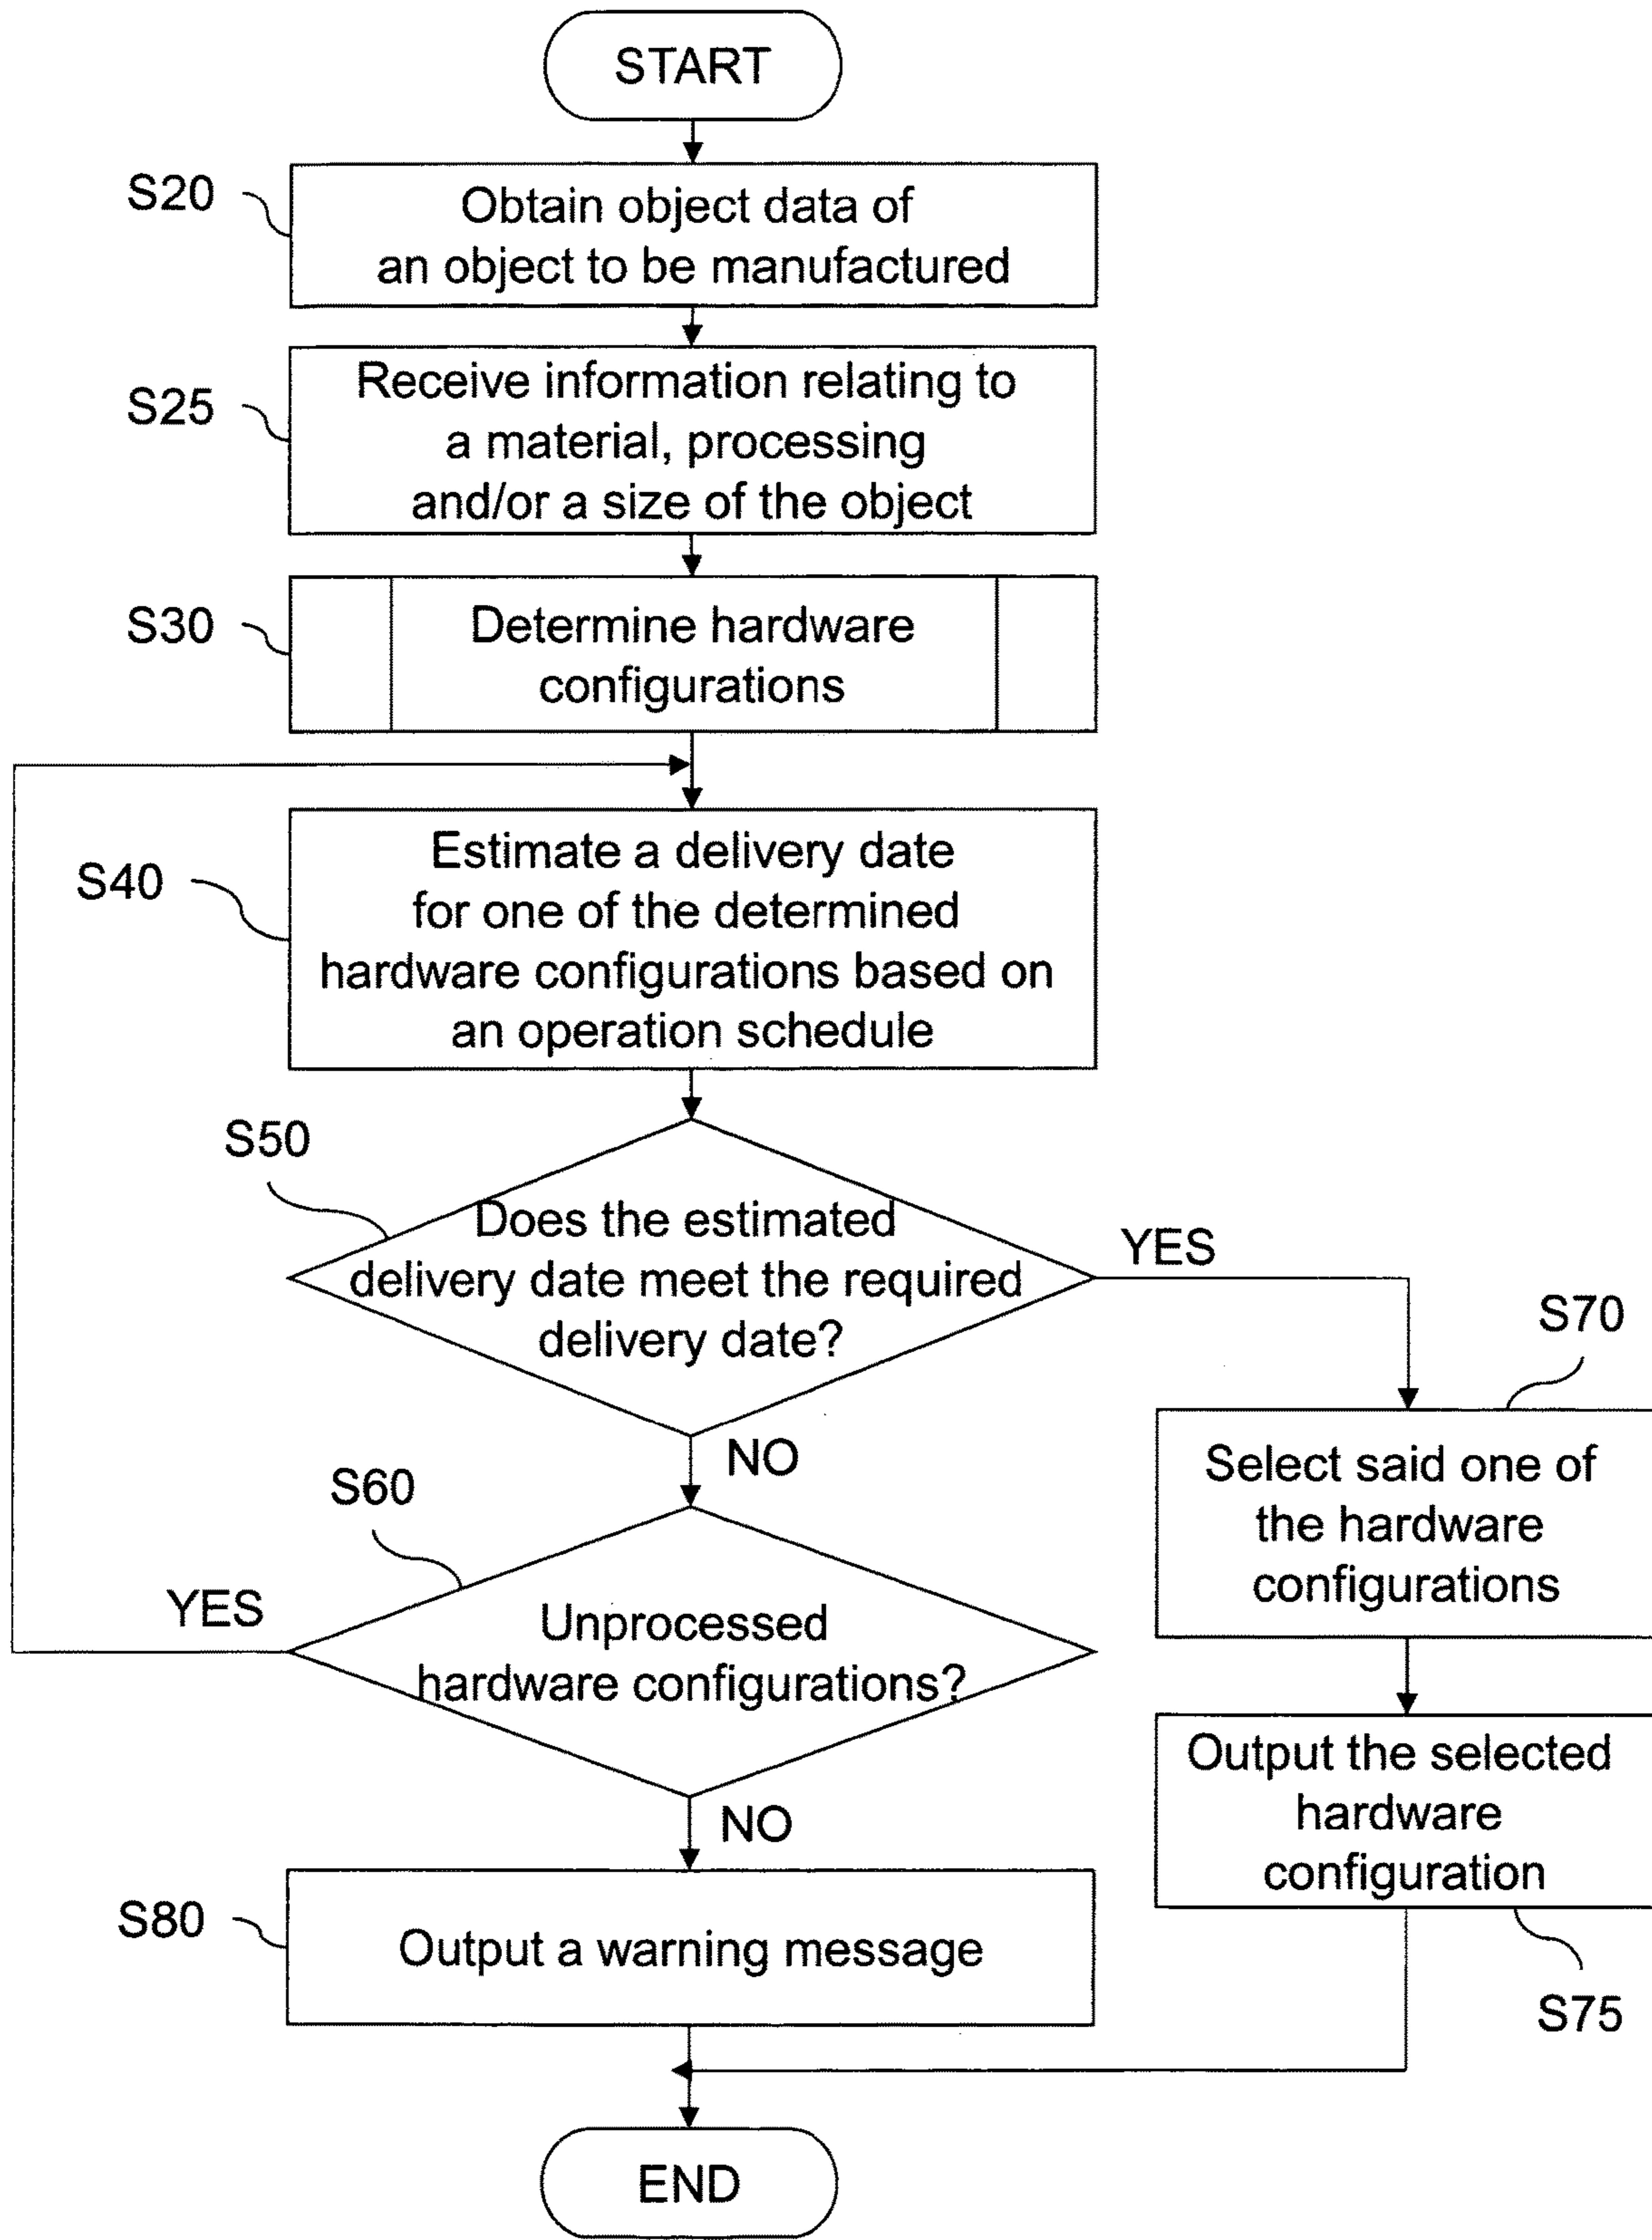 START
S20
Obtain object data of
an object to be manufactured
S25
Receive information relating to
a material, processing
and/or a size of the object
S30
Determine hardware
configurations
S40
Estimate a delivery date
for one of the determined
hardware configurations based on
an operation schedule
S50
Does the estimated
delivery date meet the required
delivery date?
YES
NO
S70
Select said one of
the hardware
configurations
S60
YES
Unprocessed
hardware configurations?
NO
Output the selected
hardware
configuration
S75
S80
Output a warning message
END